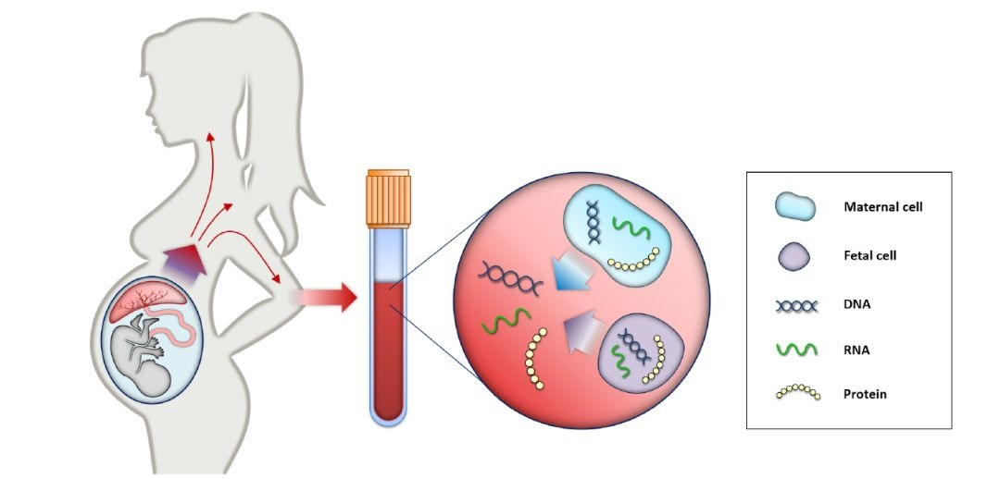 Maternal cell
Fetal cell
DNA
RNA
Protein